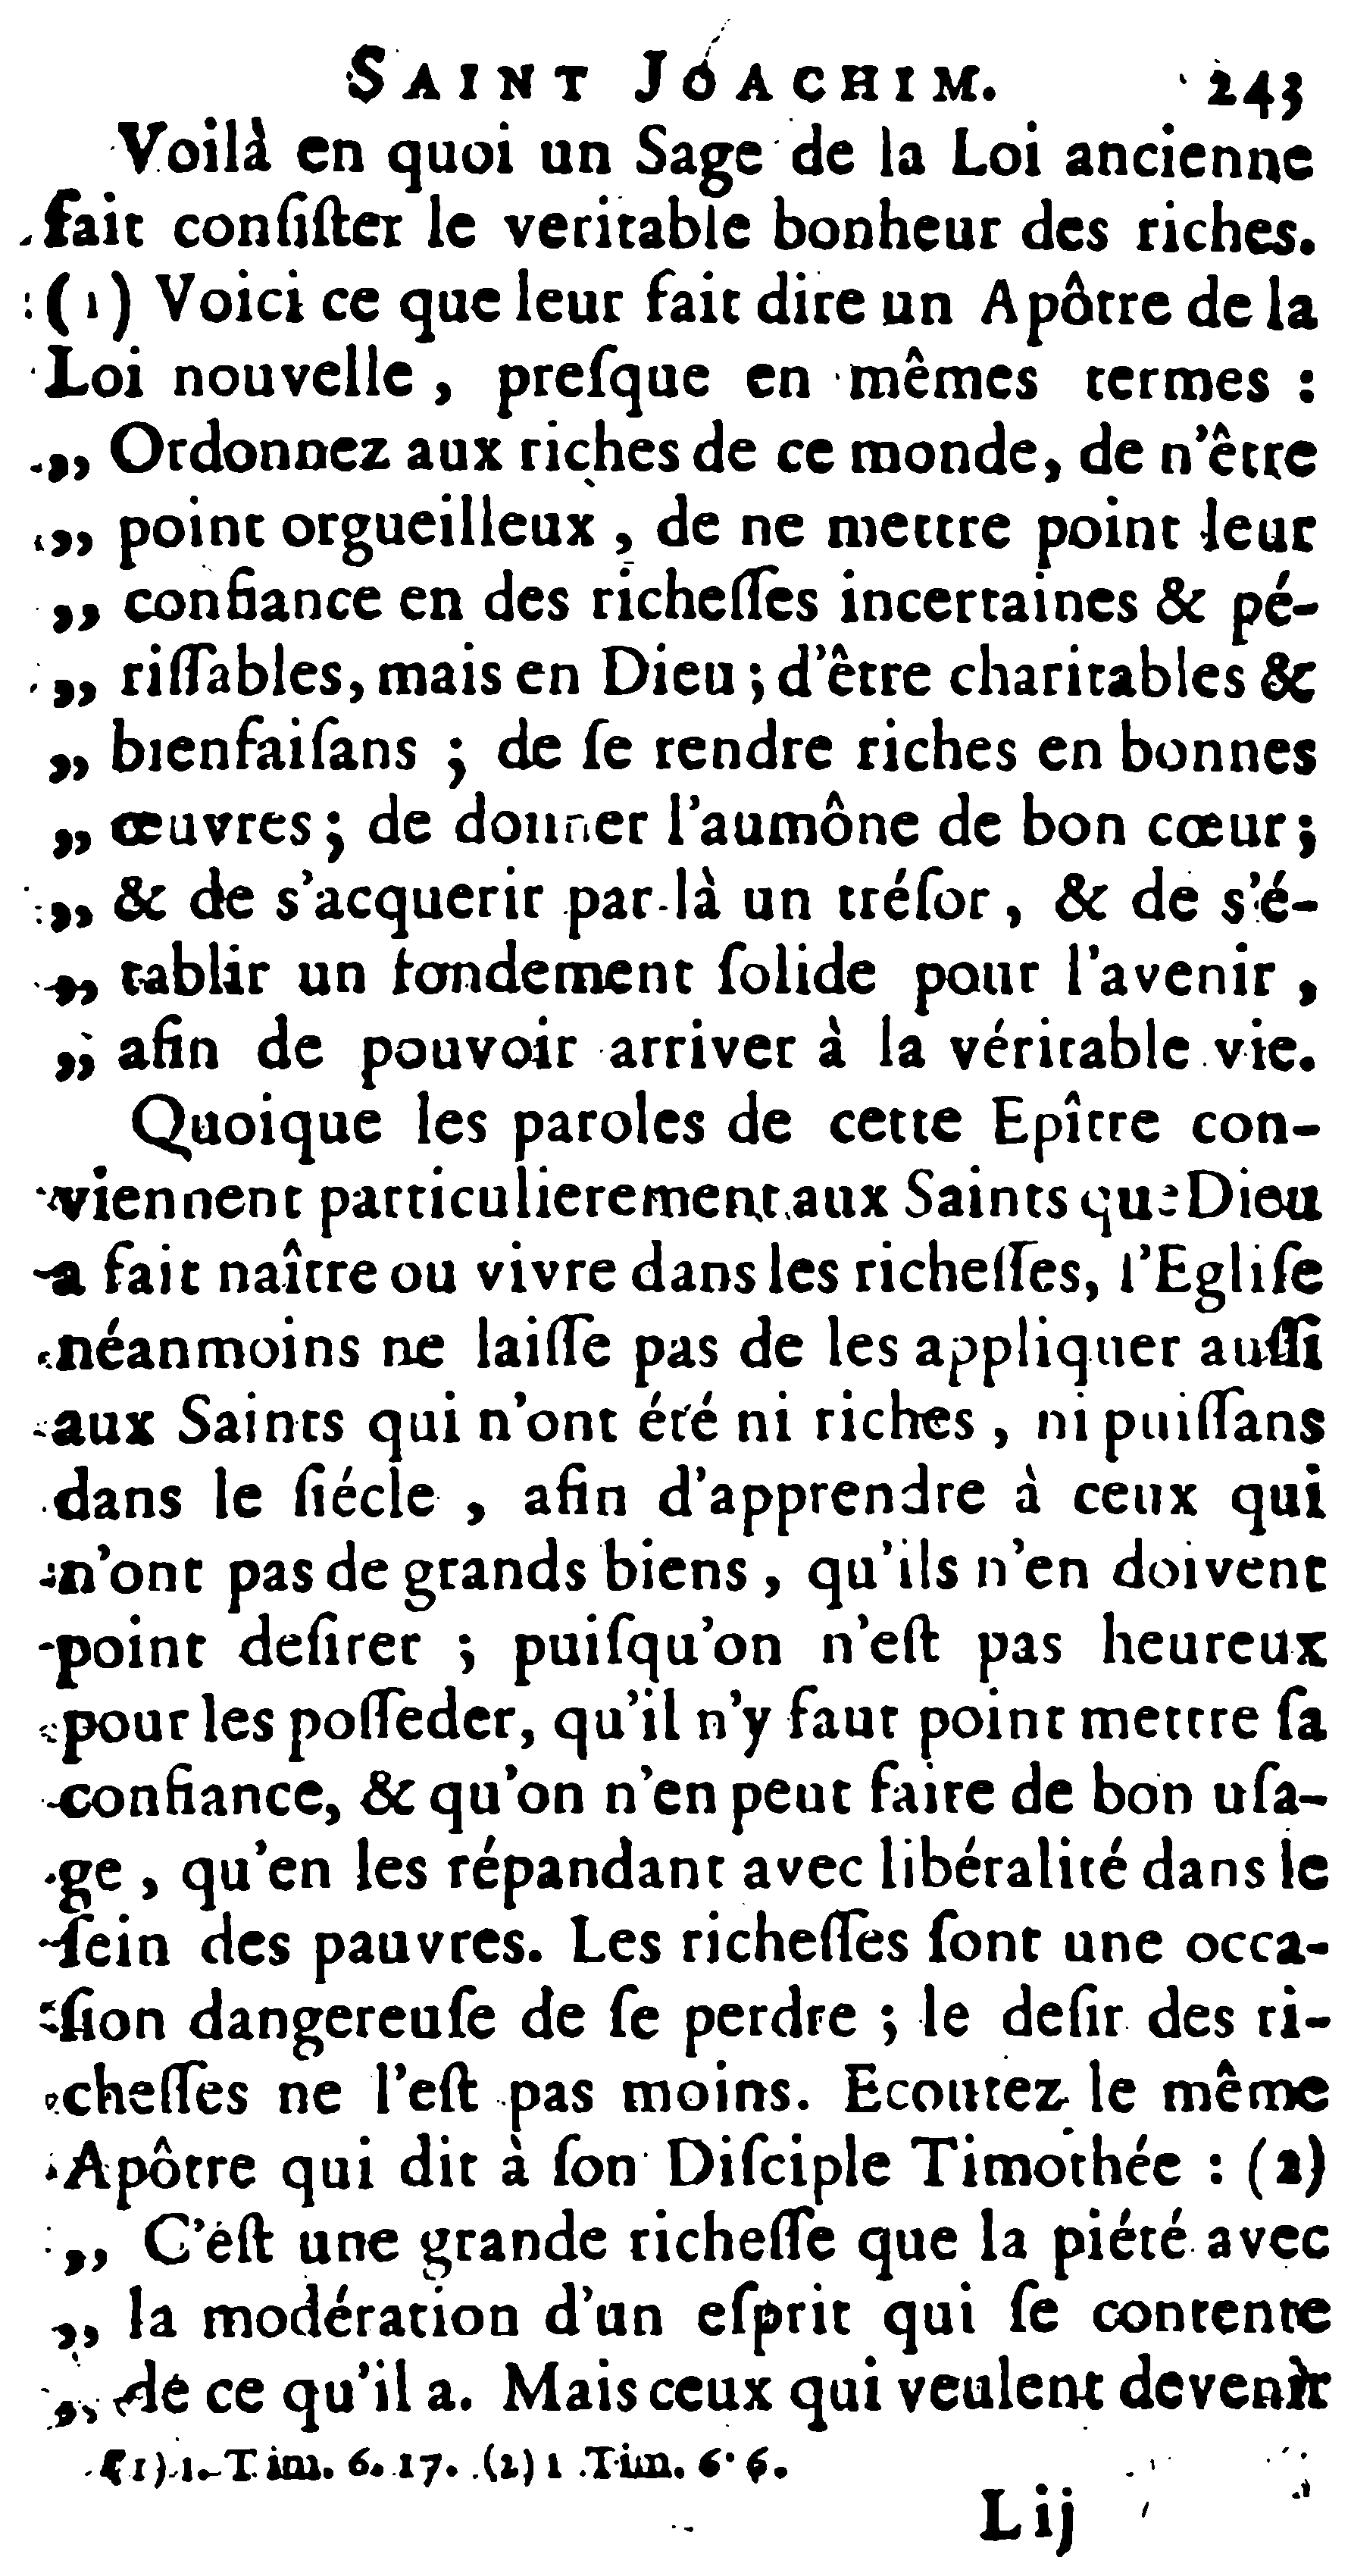 SAINT JOACHIM. 243
Voilà en quoi un Sage de la Loi ancienne
fait conſiſter le veritable bonheur des riches.
(1) Voici ce que leur fait dire un Apôtre de la
Loi nouvelle, preſque en mêmes termes :
„ Ordonnez aux riches de ce monde, de n'être
„ point orgueilleux, de ne mettre point leur
„ confiance en des richeſſes incertaines & pé-
„ riſſables, mais en Dieu ; d'être charitables &
„ bienfaiſans ; de ſe rendre riches en bonnes
„ œuvres ; de donner l'aumône de bon cœur ;
„ & de s'acquerir par-là un tréſor, & de s'é-
„ tablir un fondement ſolide pour l'avenir,
„ afin de pouvoir arriver à la véritable vie.
Quoique les paroles de cette Epître con-
viennent particulierement aux Saints que Dieu
a fait naître ou vivre dans les richeſſes, l'Egliſe
néanmoins ne laiſſe pas de les appliquer auſſi
aux Saints qui n'ont été ni riches, ni puiſſans
dans le ſiécle, afin d'apprendre à ceux qui
n'ont pas de grands biens, qu'ils n'en doivent
point deſirer ; puiſqu'on n'eſt pas heureux
pour les poſſeder, qu'il n'y faut point mettre ſa
confiance, & qu'on n'en peut faire de bon uſa-
ge, qu'en les répandant avec libéralité dans le
ſein des pauvres. Les richeſſes ſont une occa-
ſion dangereuſe de ſe perdre ; le deſir des ri-
cheſſes ne l'eſt pas moins. Ecoutez le même
Apôtre qui dit à ſon Diſciple Timothée : (2)
„ C'eſt une grande richeſſe que la piété avec
„ la modération d'un eſprit qui ſe contente
„ de ce qu'il a. Mais ceux qui veulent devenir
(1) 1. Tim. 6. 17. (2) 1 Tim. 6. 6.
Lij